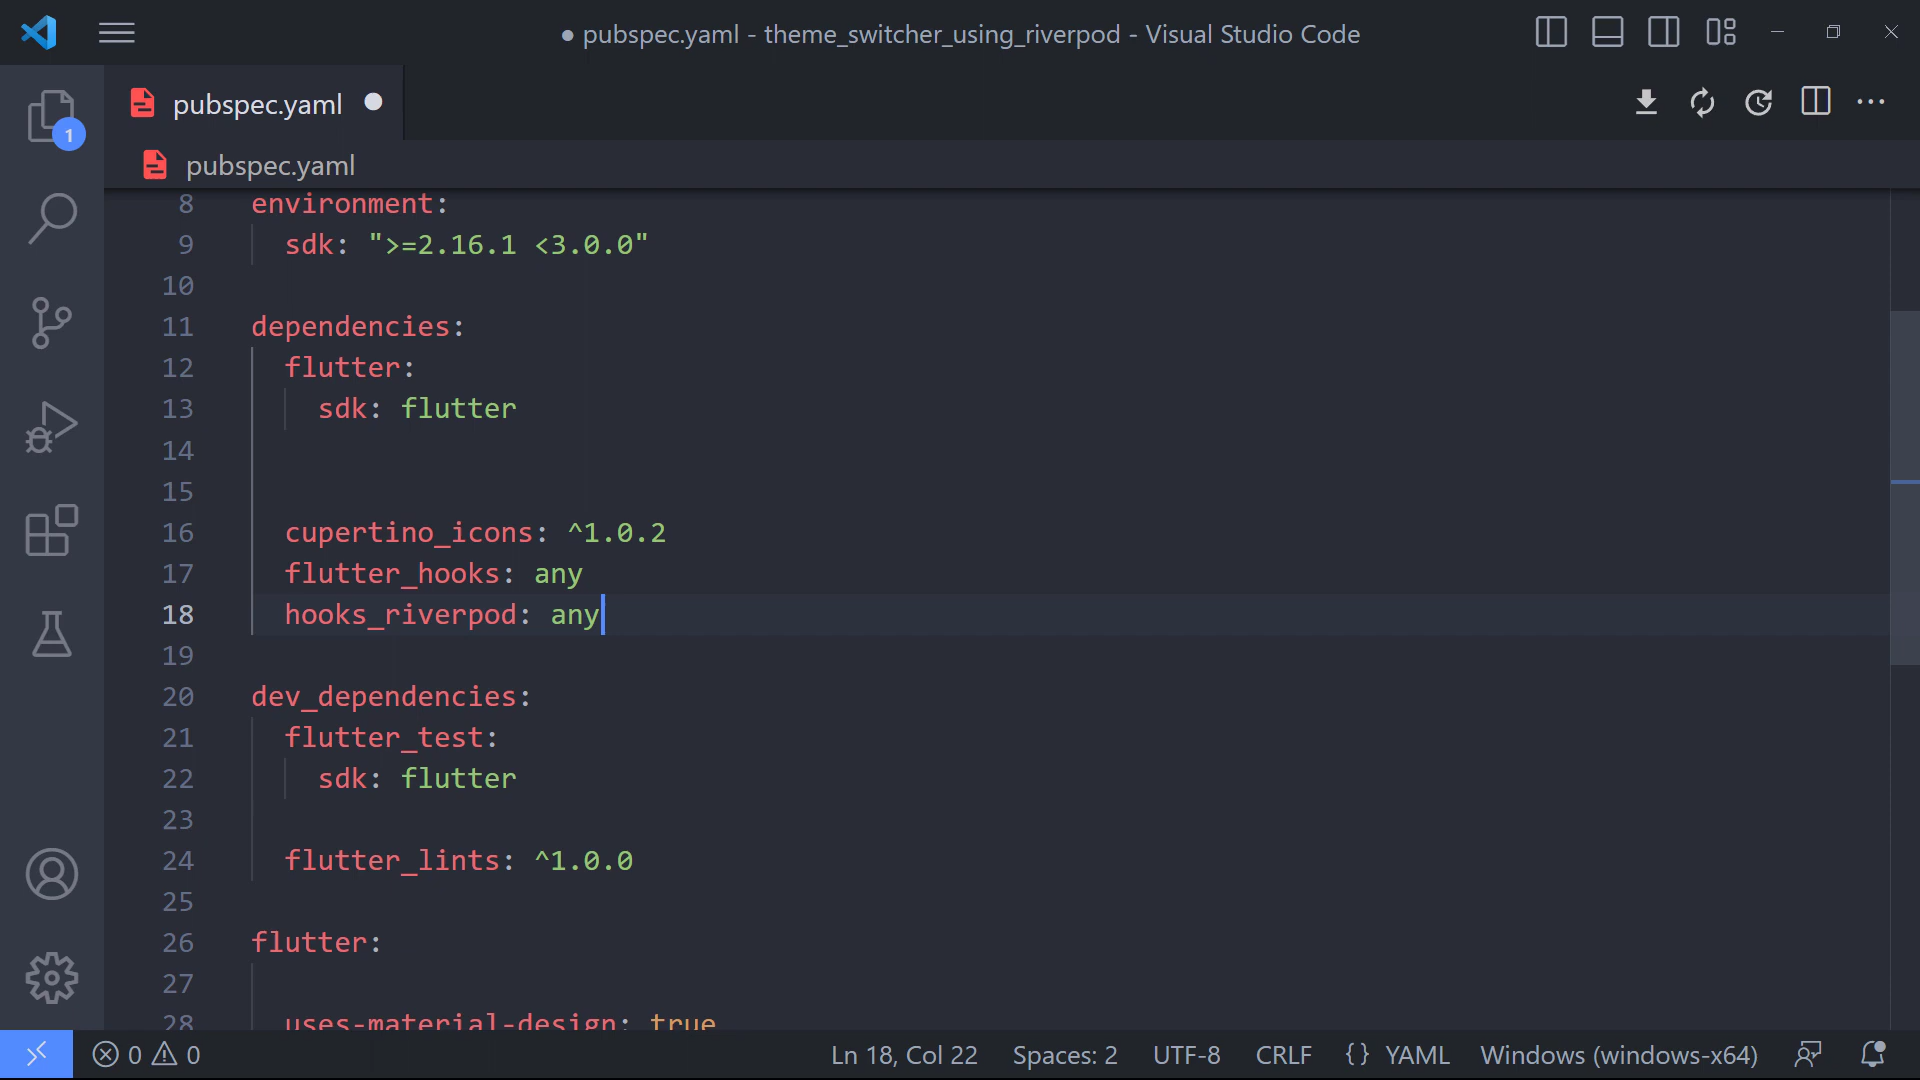 ● pubspec.yaml - theme_switcher_using_riverpod - Visual Studio Code
pubspec.yaml
1
pubspec.yaml
8 environment:
9 sdk: ">=2.16.1 <3.0.0"
10
11 dependencies:
12 flutter:
13 sdk: flutter
14
15
16 cupertino_icons: ^1.0.2
17 flutter_hooks: any
18 hooks_riverpod: any
19
20 dev_dependencies:
21 flutter_test:
22 sdk: flutter
23
24 flutter_lints: ^1.0.0
25
26 flutter:
27
28 uses-material-design: true
0 0 Ln 18, Col 22 Spaces: 2 UTF-8 CRLF {} YAML Windows (windows-x64)